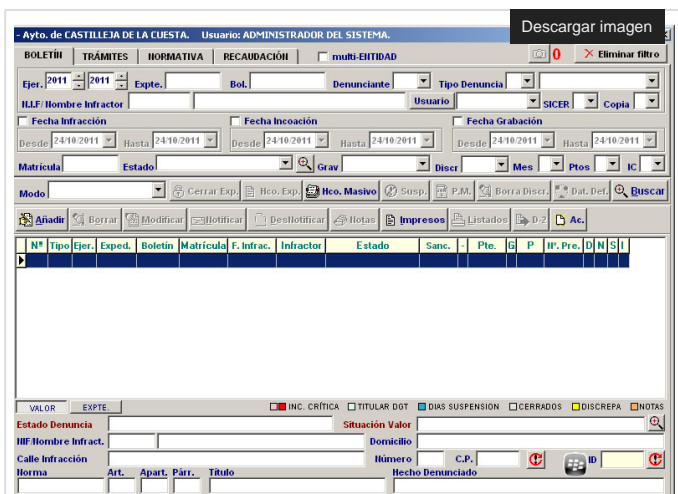 Descargar imagen
- Ayto. de CASTILLEJA DE LA CUESTA. Usuario: ADMINISTRADOR DEL SISTEMA.
BOLETÍN TRÁMITES NORMATIVA RECAUDACIÓN multi-ENTIDAD 0 Eliminar filtro
Ejer. 2011 2011 Expte. Bol. Denunciante Tipo Denuncia
N.I.F/ Nombre Infractor Usuario SICER Copia
Fecha Infracción Fecha Incoación Fecha Grabación
Desde 24/10/2011 Hasta 24/10/2011 Desde 24/10/2011 Hasta 24/10/2011 Desde 24/10/2011 Hasta 24/10/2011
Matrícula Estado Grav Discr Mes Ptos IC
Modo Cerrar Exp. Hco. Exp. Hco. Masivo Susp. P.M. Borra Discr. Dat. Def. Buscar
Añadir Borrar Modificar Notificar DesNotificar Notas Impresos Listados D-2 Ac.
Nº Tipo Ejer. Exped. Boletín Matrícula F. Infrac. Infractor Estado Sanc. - Pte. G P Nº. Pre. D N S I
VALOR EXPTE. INC. CRÍTICA TITULAR DGT DIAS SUSPENSION CERRADOS DISCREPA NOTAS
Estado Denuncia Situación Valor
NIF/Nombre Infract. Domicilio
Calle Infracción Número C.P. ID
Norma Art. Apart. Párr. Título Hecho Denunciado